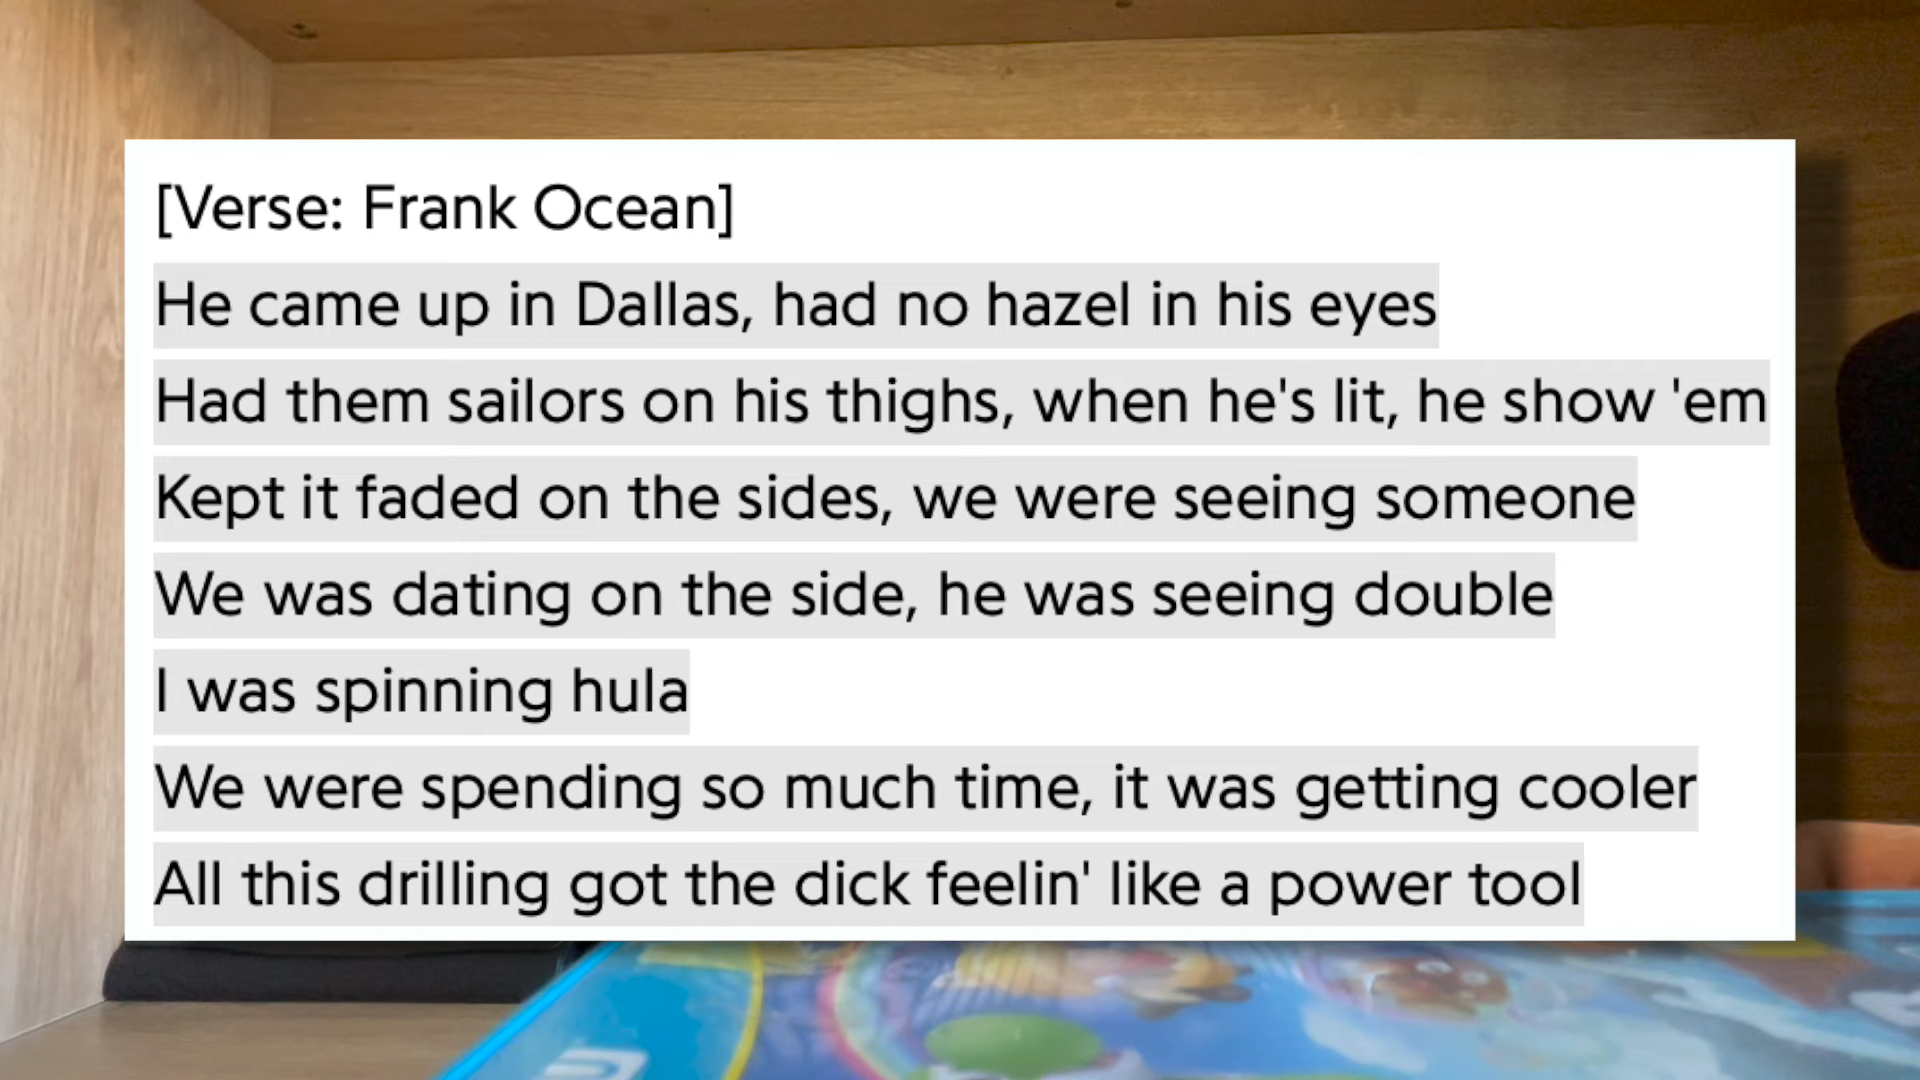 [Verse: Frank Ocean]
He came up in Dallas, had no hazel in his eyes
Had them sailors on his thighs, when he's lit, he show 'em
Kept it faded on the sides, we were seeing someone
We was dating on the side, he was seeing double
I was spinning hula
We were spending so much time, it was getting cooler
All this drilling got the dick feelin' like a power tool
U